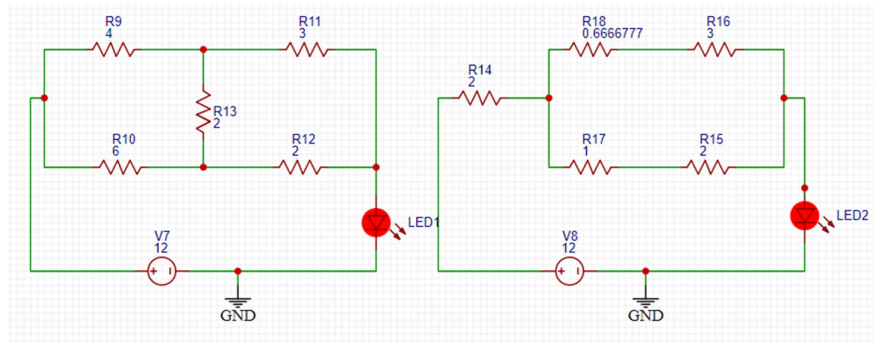 R9
4
R11
3
R13
2
R10
6
R12
2
LED1
V7
12
GND
R18
0.6666777
R16
3
R14
2
R17
1
R15
2
LED2
V8
12
GND